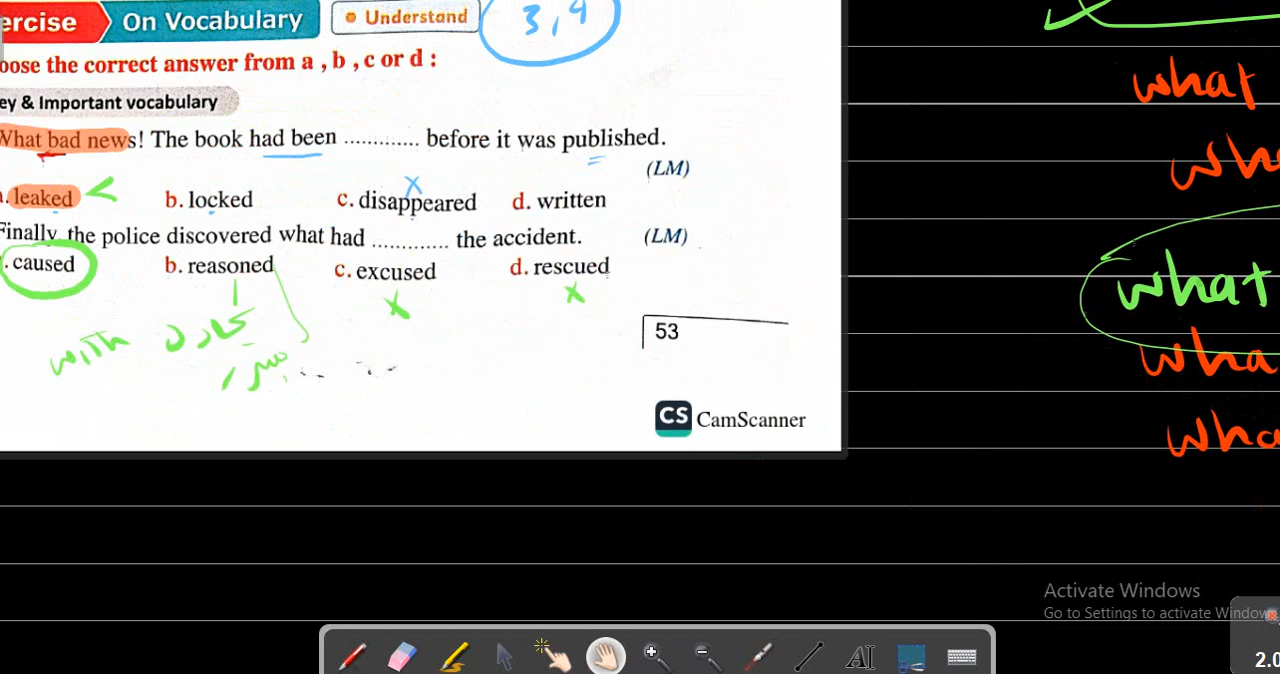 ercise On Vocabulary Understand 3, 4
oose the correct answer from a , b , c or d :
ey & Important vocabulary
What bad news! The book had been ............. before it was published.
(LM)
. leaked b. locked c. disappeared d. written
Finally, the police discovered what had ............. the accident. (LM)
. caused b. reasoned c. excused d. rescued
with
53
CS CamScanner
what
wha
what
wha
wha
Activate Windows
Go to Settings to activate Windows
AI
2.0